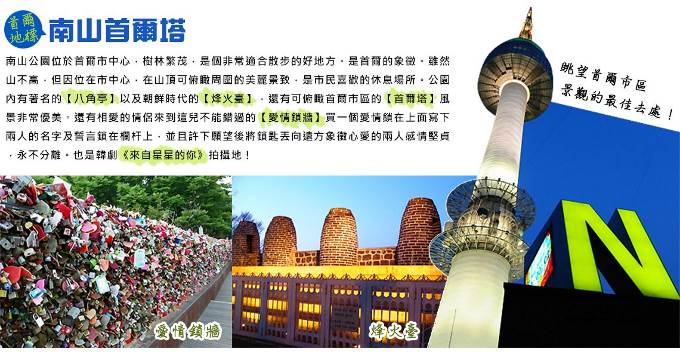 首爾
地標
南山首爾塔
南山公園位於首爾市中心，樹林繁茂，是個非常適合散步的好地方，是首爾的象徵。雖然
山不高，但因位在市中心，在山頂可俯瞰周圍的美麗景致，是市民喜歡的休息場所。公園
內有著名的【八角亭】以及朝鮮時代的【烽火臺】，還有可俯瞰首爾市區的【首爾塔】風
景非常優美。還有相愛的情侶來到這兒不能錯過的【愛情鎖牆】買一個愛情鎖在上面寫下
兩人的名字及誓言鎖在欄杆上，並且許下願望後將鎖匙丟向遠方象徵心愛的兩人感情堅貞
，永不分離。也是韓劇《來自星星的你》拍攝地！
眺望首爾市區
景觀的最佳去處！
N
愛情鎖牆
烽火臺